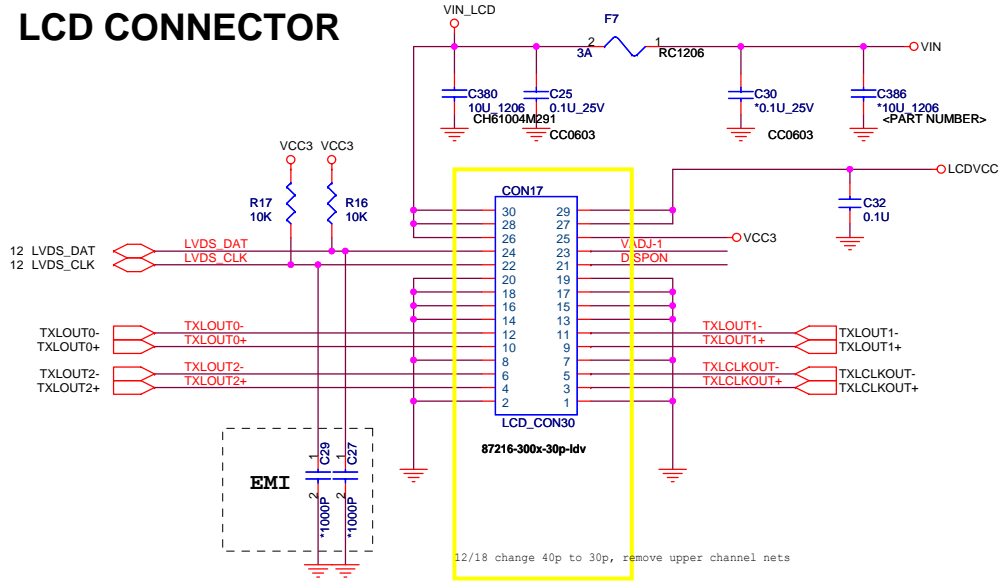 LCD CONNECTOR
VIN_LCD
F7
2
1
3A
RC1206
VIN
C380
10U_1206
CH61004M291
C25
0.1U_25V
CC0603
C30
*0.1U_25V
CC0603
C386
*10U_1206
<PART NUMBER>
VCC3
VCC3
R17
10K
R16
10K
LCDVCC
C32
0.1U
CON17
30 29
28 27
26 25
24 23
22 21
20 19
18 17
16 15
14 13
12 11
10 9
8 7
6 5
4 3
2 1
LCD_CON30
87216-300x-30p-ldv
VCC3
VADJ-1
DISPON
12 LVDS_DAT
LVDS_DAT
12 LVDS_CLK
LVDS_CLK
TXLOUT0-
TXLOUT0-
TXLOUT0+
TXLOUT0+
TXLOUT2-
TXLOUT2-
TXLOUT2+
TXLOUT2+
TXLOUT1-
TXLOUT1-
TXLOUT1+
TXLOUT1+
TXLCLKOUT-
TXLCLKOUT-
TXLCLKOUT+
TXLCLKOUT+
EMI
1
2
C29
*1000P
1
2
C27
*1000P
12/18 change 40p to 30p, remove upper channel nets